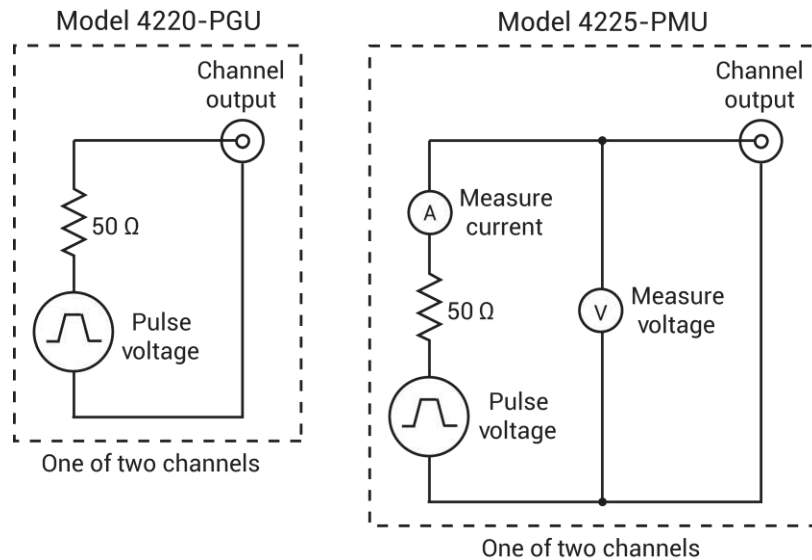 Model 4220-PGU
Channel
output
50 Ω
Pulse
voltage
One of two channels
Model 4225-PMU
Channel
output
A
Measure
current
50 Ω
V
Measure
voltage
Pulse
voltage
One of two channels